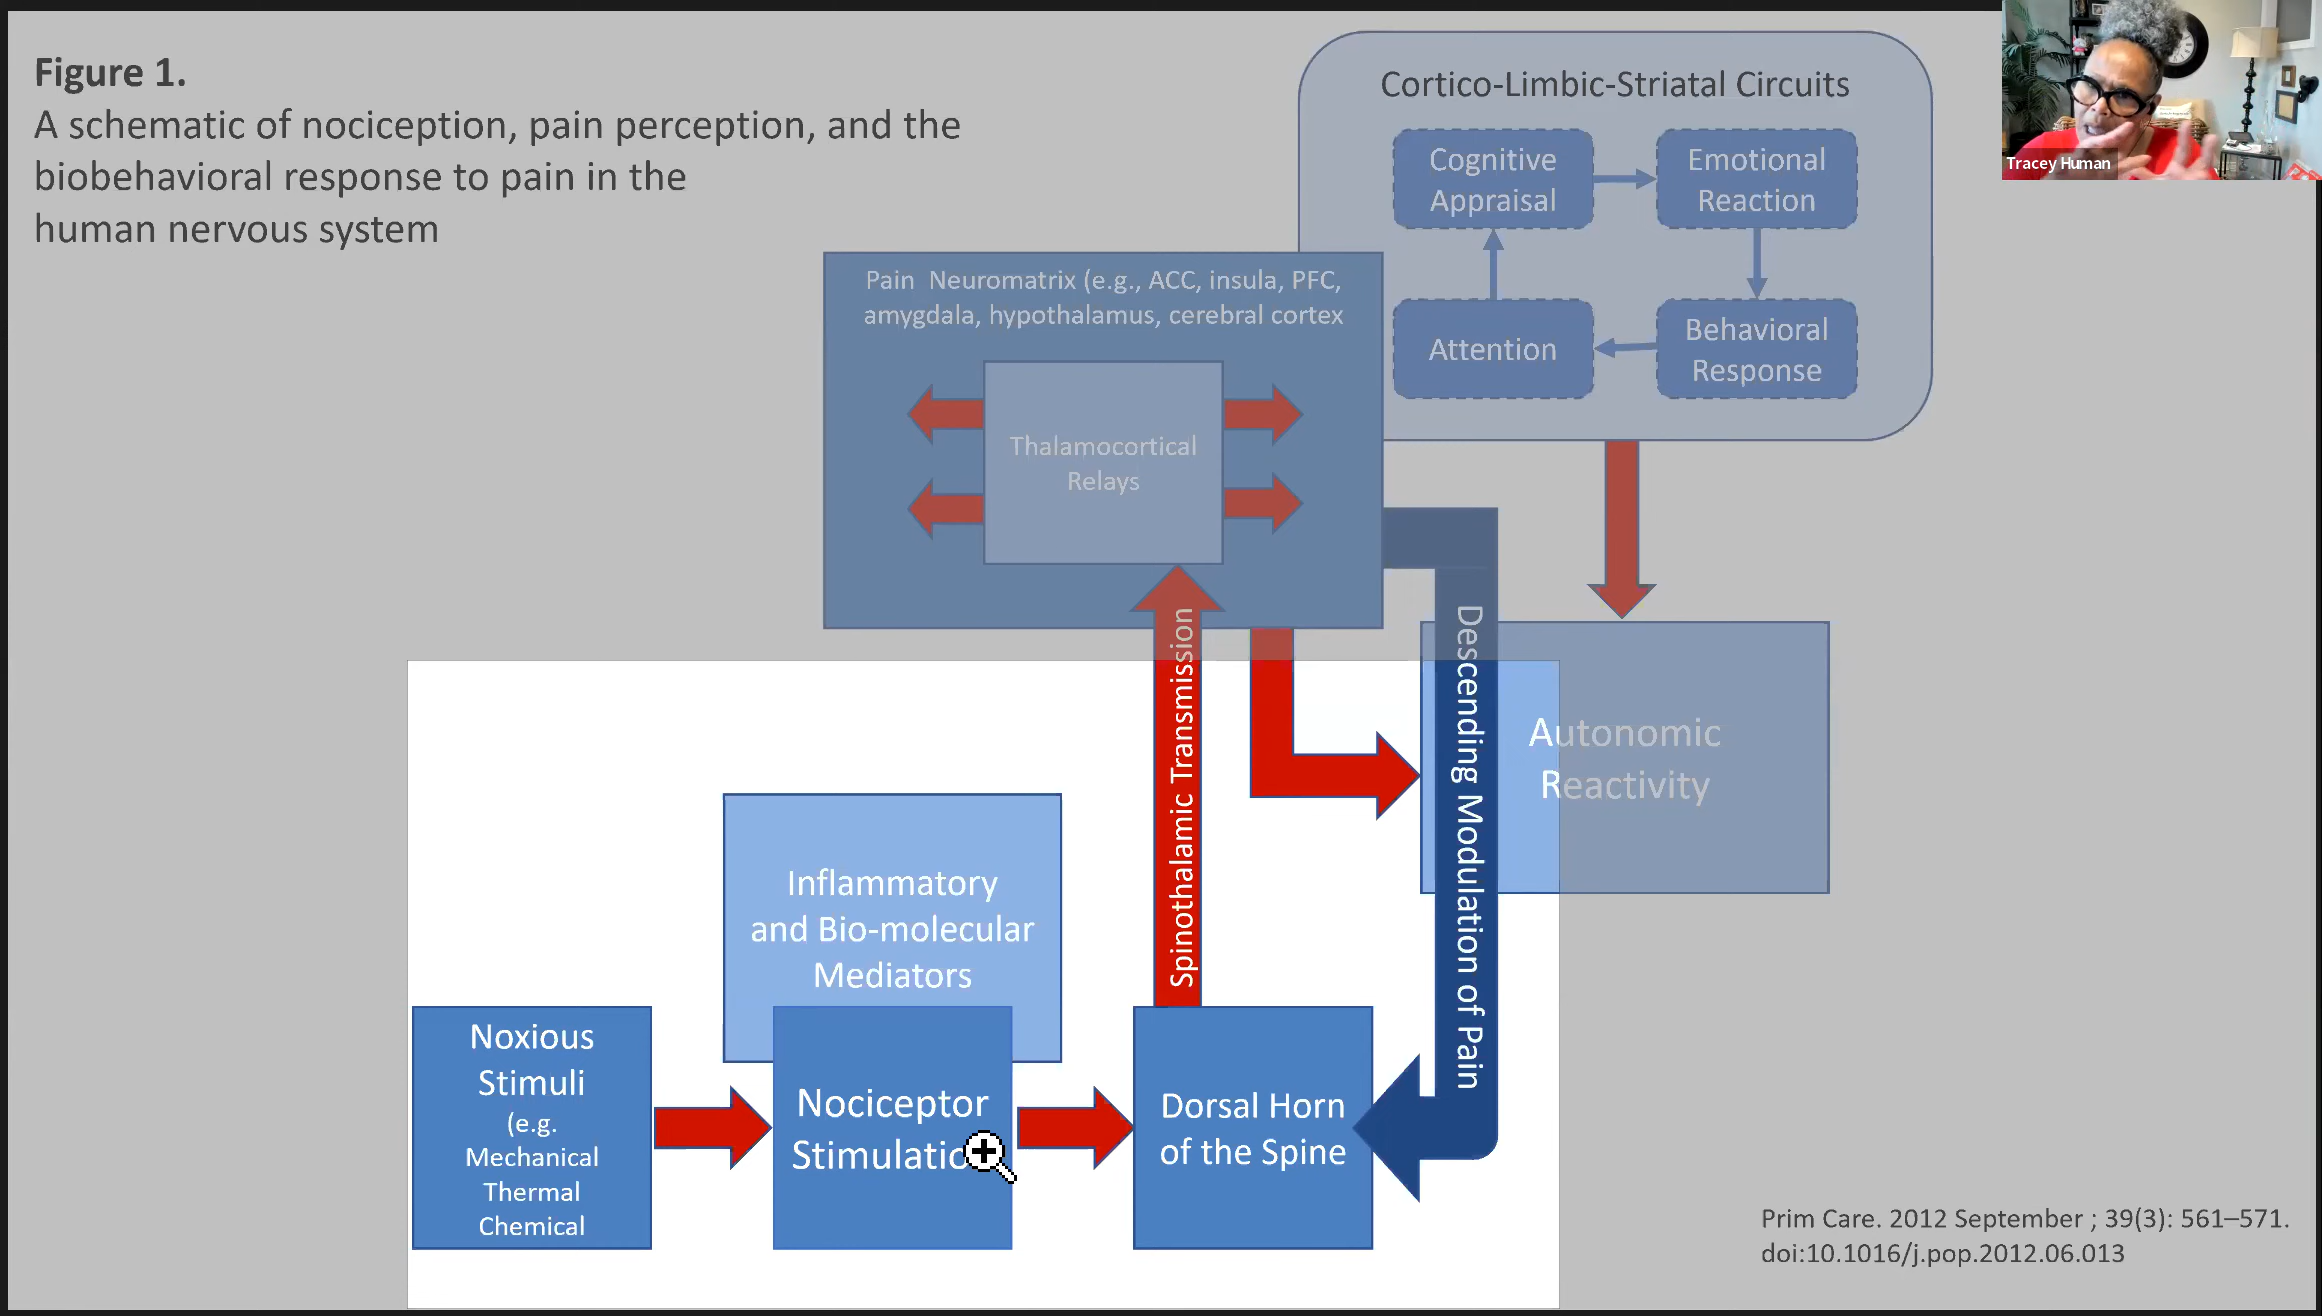 Figure 1.
A schematic of nociception, pain perception, and the
biobehavioral response to pain in the
human nervous system
Tracey Human
Cortico-Limbic-Striatal Circuits
Cognitive
Appraisal
Emotional
Reaction
Attention
Behavioral
Response
Pain Neuromatrix (e.g., ACC, insula, PFC,
amygdala, hypothalamus, cerebral cortex
Thalamocortical
Relays
Spinothalamic Transmission
Descending Modulation of Pain
Autonomic
Reactivity
Inflammatory
and Bio-molecular
Mediators
Noxious
Stimuli
(e.g.
Mechanical
Thermal
Chemical
Nociceptor
Stimulatio
Dorsal Horn
of the Spine
Prim Care. 2012 September ; 39(3): 561–571.
doi:10.1016/j.pop.2012.06.013